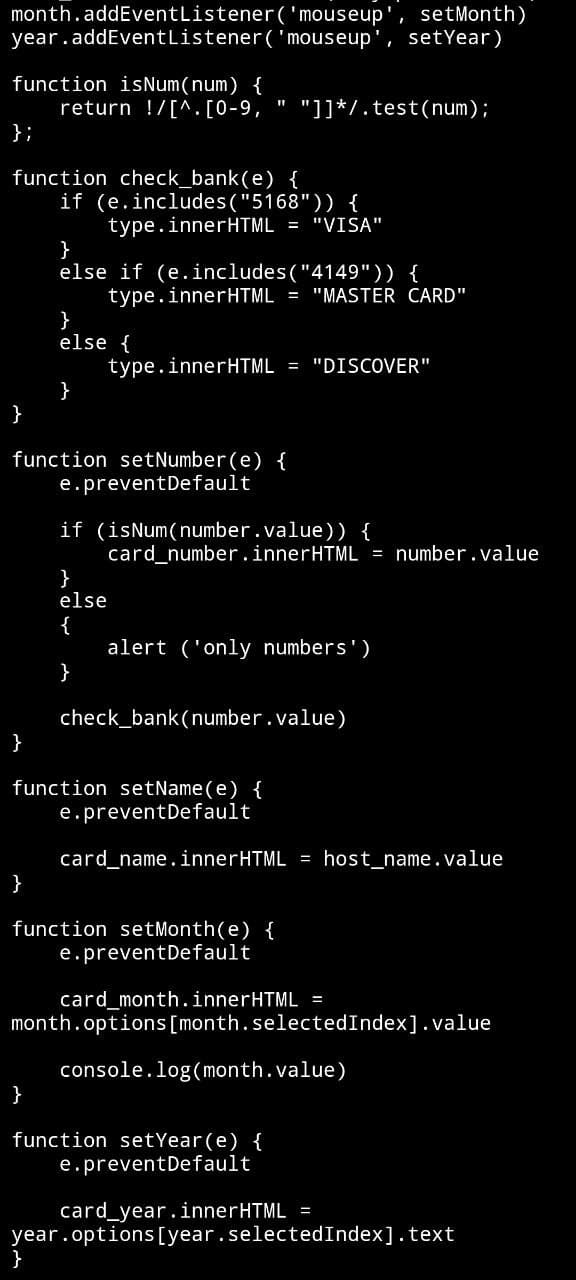 month.addEventListener('mouseup', setMonth)
year.addEventListener('mouseup', setYear)

function isNum(num) {
    return !/[^.[0-9, " "]]*/.test(num);
};

function check_bank(e) {
    if (e.includes("5168")) {
        type.innerHTML = "VISA"
    }
    else if (e.includes("4149")) {
        type.innerHTML = "MASTER CARD"
    }
    else {
        type.innerHTML = "DISCOVER"
    }
}

function setNumber(e) {
    e.preventDefault

    if (isNum(number.value)) {
        card_number.innerHTML = number.value
    }
    else
    {
        alert ('only numbers')
    }

    check_bank(number.value)
}

function setName(e) {
    e.preventDefault

    card_name.innerHTML = host_name.value
}

function setMonth(e) {
    e.preventDefault

    card_month.innerHTML =
month.options[month.selectedIndex].value

    console.log(month.value)
}

function setYear(e) {
    e.preventDefault

    card_year.innerHTML =
year.options[year.selectedIndex].text
}